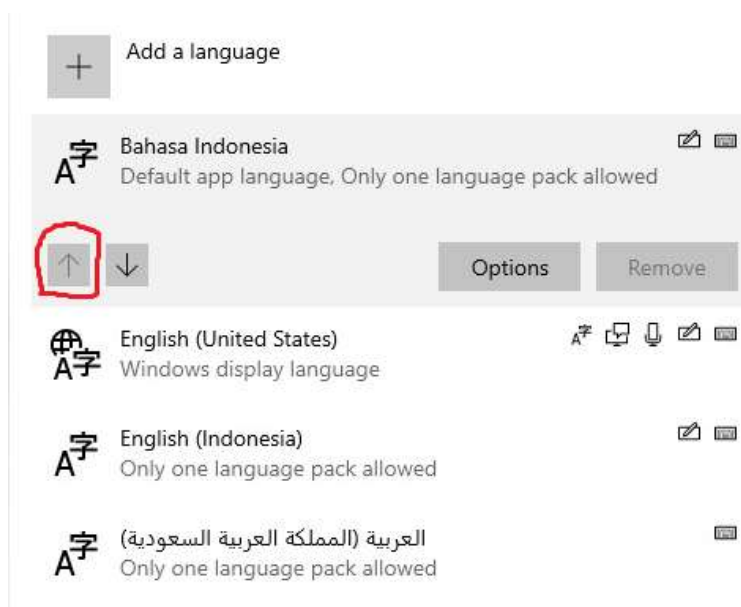 Add a language
Bahasa Indonesia
Default app language, Only one language pack allowed
Options Remove
English (United States)
Windows display language
English (Indonesia)
Only one language pack allowed
العربية (المملكة العربية السعودية)
Only one language pack allowed